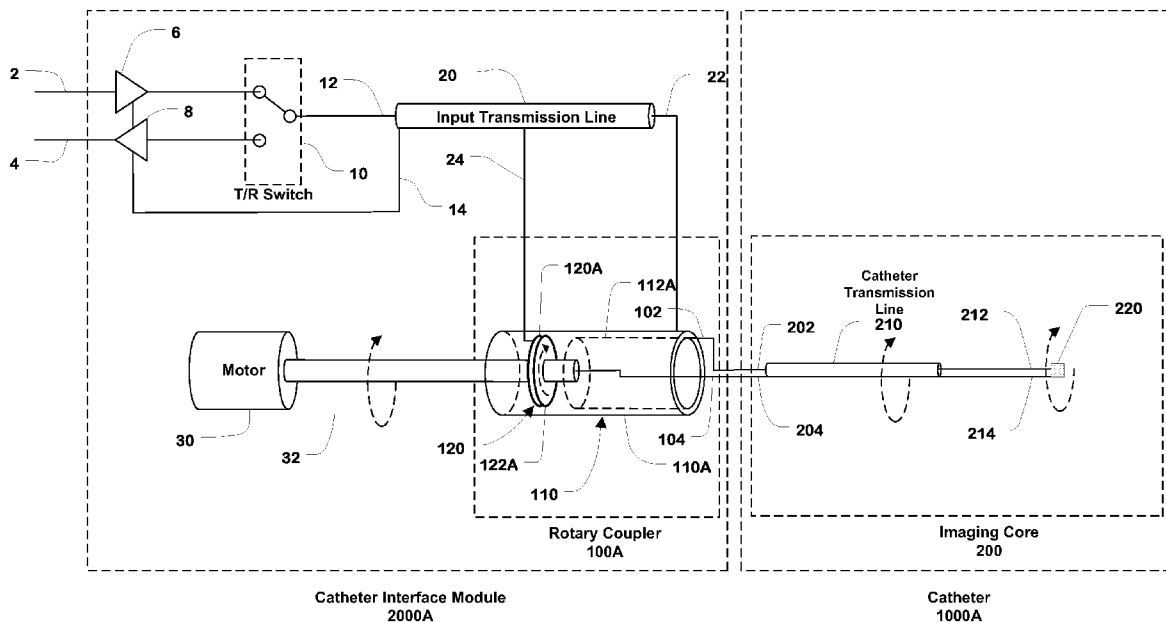 6
2
20
22
12
8
Input Transmission Line
4
10
24
T/R Switch
14
120A
112A
Catheter
Transmission
Line
102
202
210
212
220
Motor
30
32
120
122A
110
110A
104
204
214
Rotary Coupler
100A
Imaging Core
200
Catheter Interface Module
2000A
Catheter
1000A